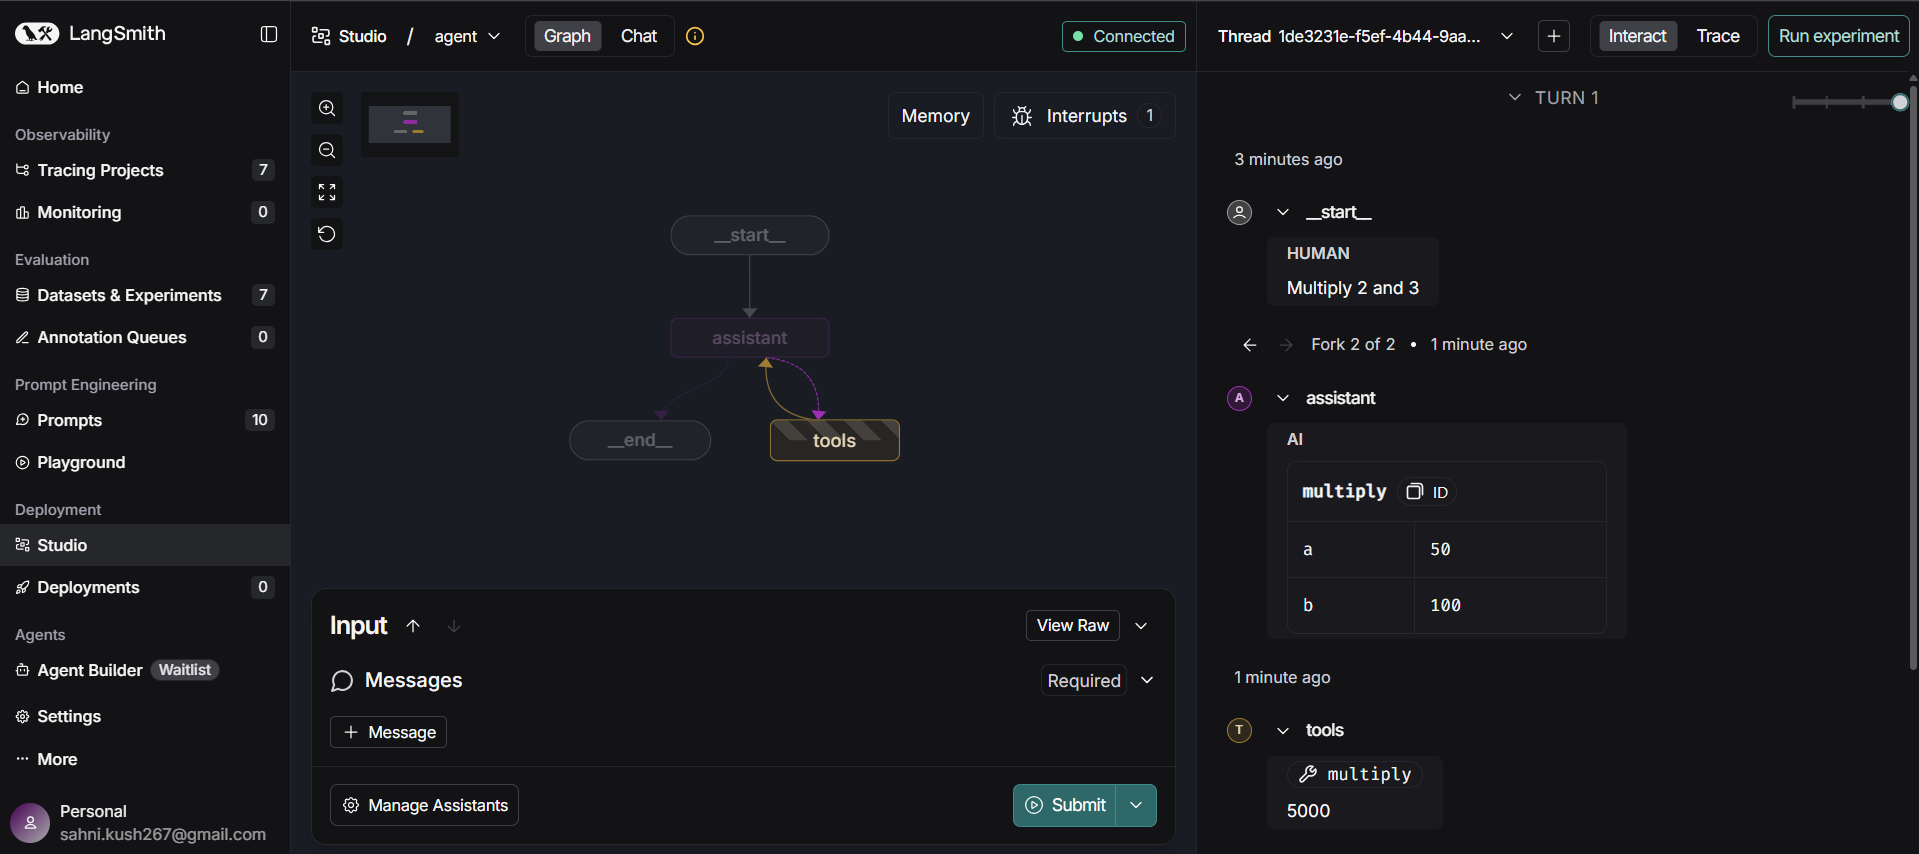 LangSmith
Home
Observability
Tracing Projects 7
Monitoring 0
Evaluation
Datasets & Experiments 7
Annotation Queues 0
Prompt Engineering
Prompts 10
Playground
Deployment
Studio
Deployments 0
Agents
Agent Builder Waitlist
Settings
More
Personal
sahni.kush267@gmail.com
Studio / agent Graph Chat Connected
Memory Interrupts 1
__start__
assistant
__end__ tools
Input View Raw
Messages Required
+ Message
Manage Assistants Submit
Thread 1de3231e-f5ef-4b44-9aa... + Interact Trace Run experiment
TURN 1
3 minutes ago
__start__
HUMAN
Multiply 2 and 3
Fork 2 of 2 • 1 minute ago
A assistant
AI
multiply ID
a 50
b 100
1 minute ago
T tools
multiply
5000